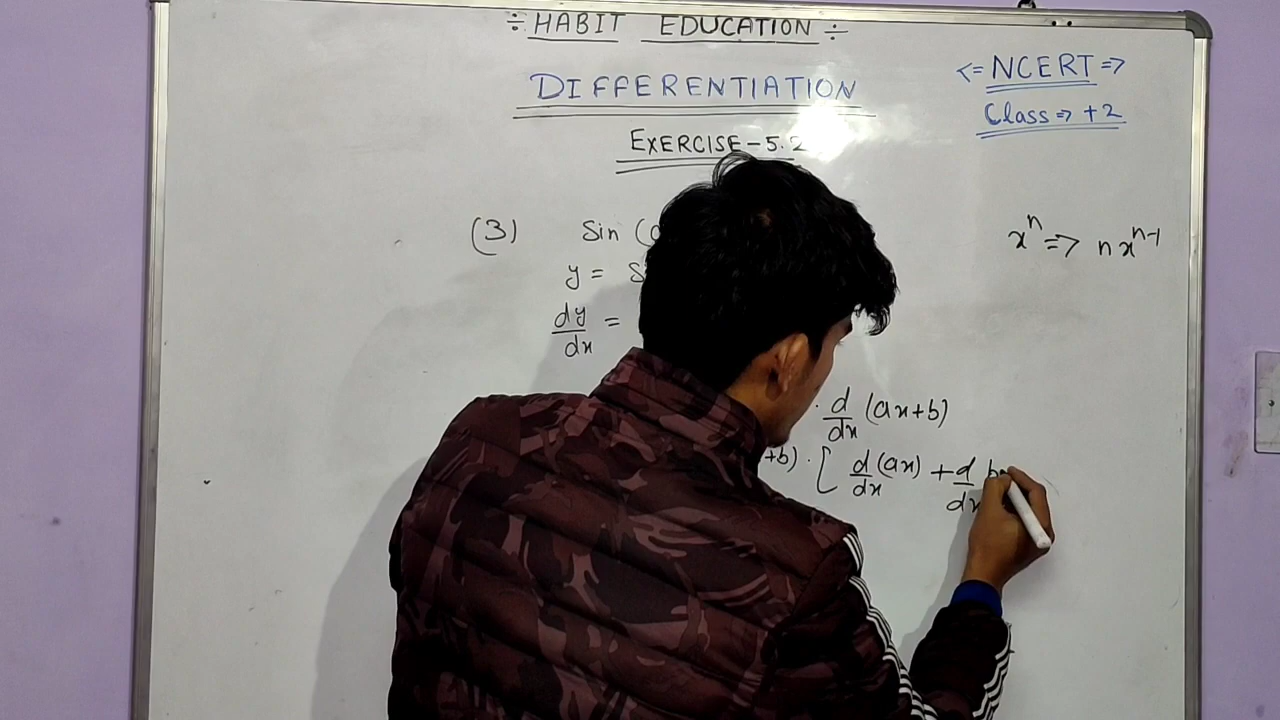 ÷ HABIT EDUCATION ÷
DIFFERENTIATION
<= NCERT =>
Class => +2
EXERCISE-5.2
(3) Sin (
x^n => nx^{n-1}
y =
dy/dx =
. d/dx (ax+b)
+b) . [ d/dx (ax) + d/dx b